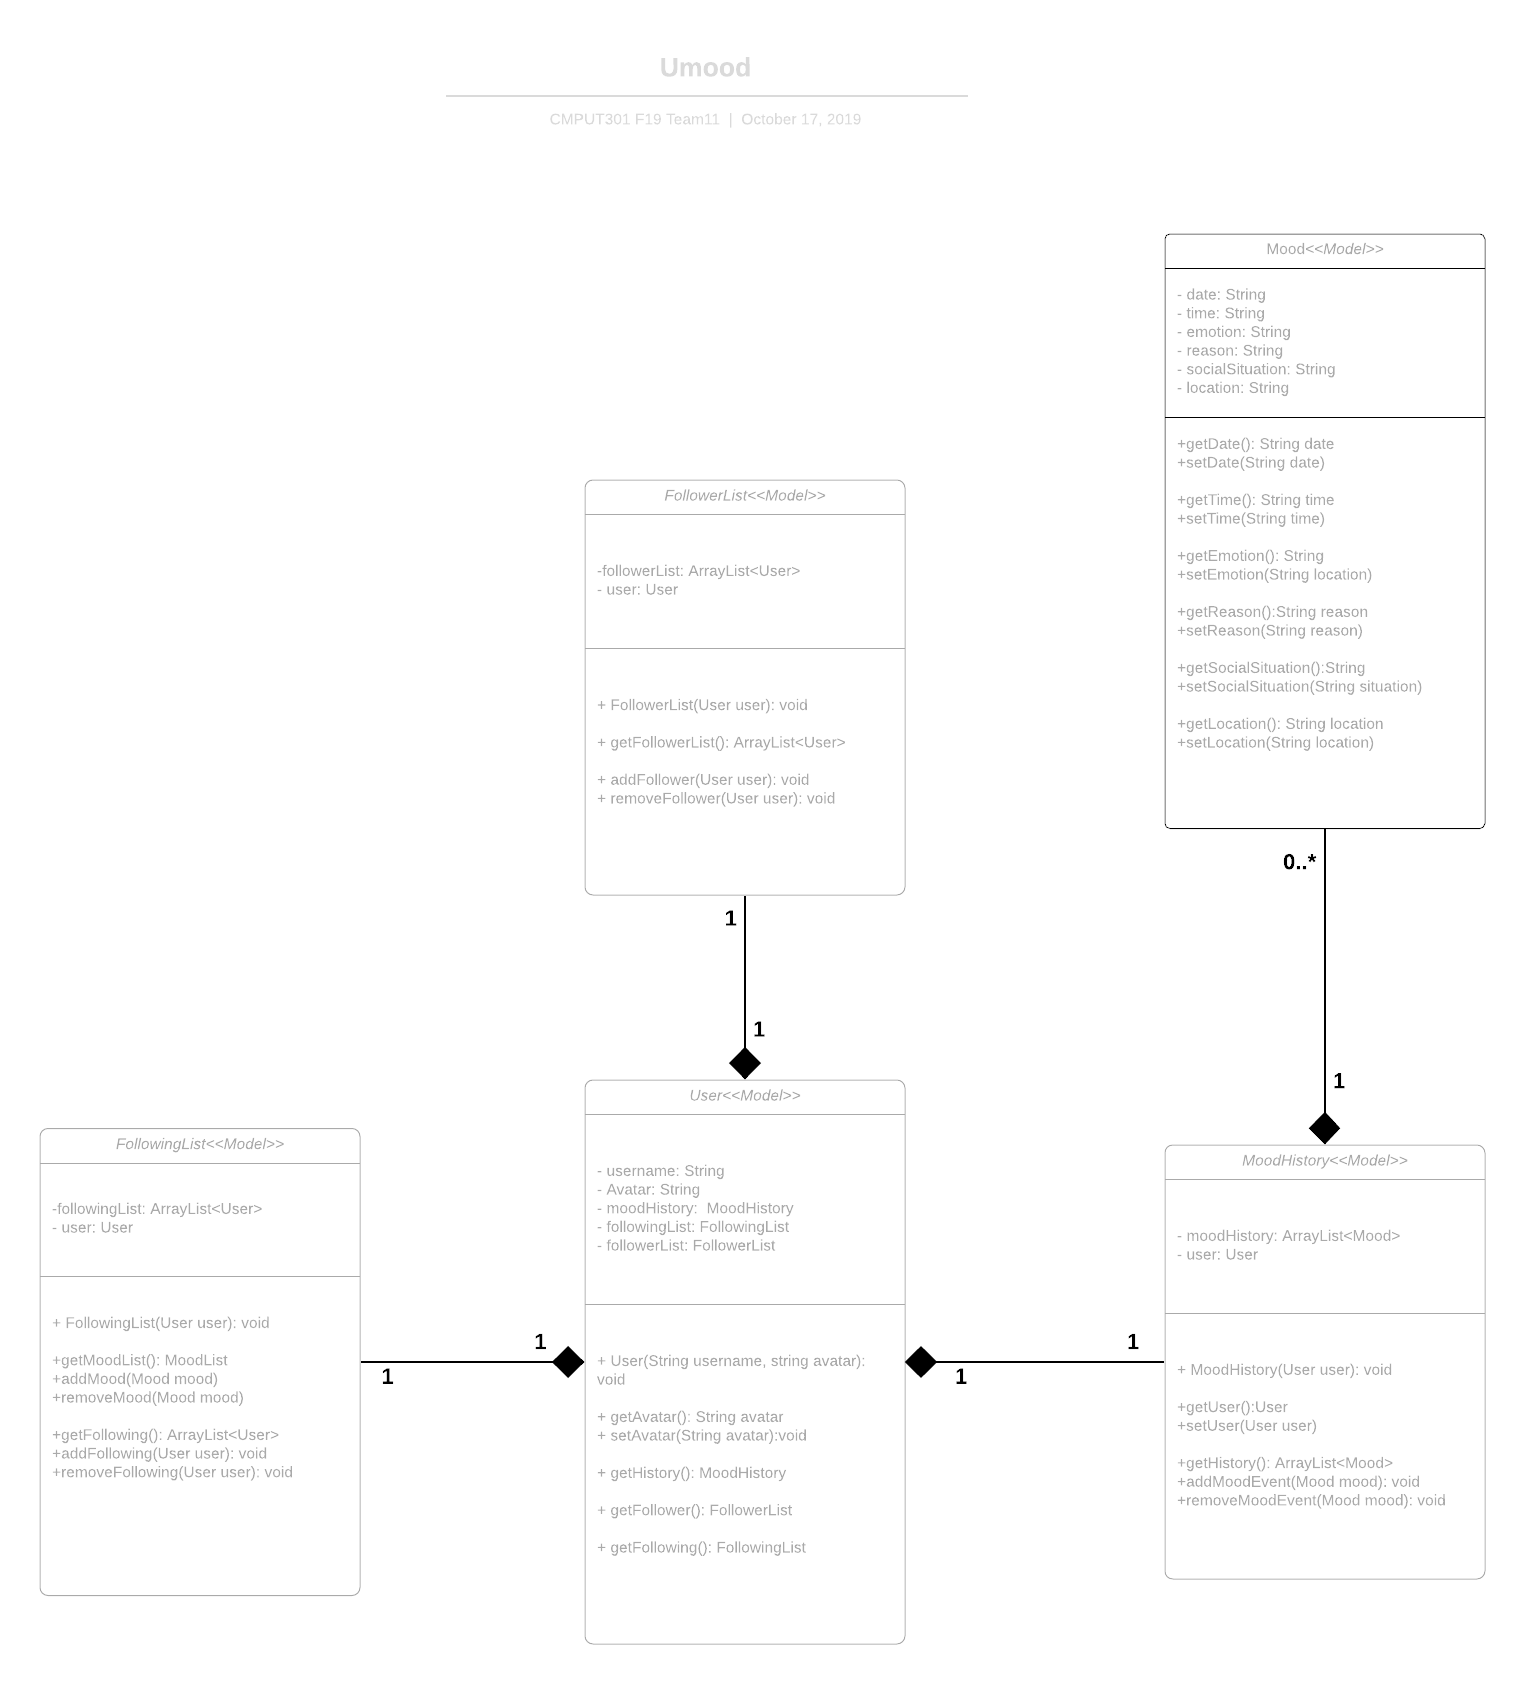 Umood
CMPUT301 F19 Team11 | October 17, 2019
Mood<<Model>>
- date: String
- time: String
- emotion: String
- reason: String
- socialSituation: String
- location: String
+getDate(): String date
+setDate(String date)
+getTime(): String time
+setTime(String time)
+getEmotion(): String
+setEmotion(String location)
+getReason():String reason
+setReason(String reason)
+getSocialSituation():String
+setSocialSituation(String situation)
+getLocation(): String location
+setLocation(String location)
0..*
1
FollowerList<<Model>>
-followerList: ArrayList<User>
- user: User
+ FollowerList(User user): void
+ getFollowerList(): ArrayList<User>
+ addFollower(User user): void
+ removeFollower(User user): void
1
1
FollowingList<<Model>>
-followingList: ArrayList<User>
- user: User
+ FollowingList(User user): void
+getMoodList(): MoodList
+addMood(Mood mood)
+removeMood(Mood mood)
+getFollowing(): ArrayList<User>
+addFollowing(User user): void
+removeFollowing(User user): void
1
1
User<<Model>>
- username: String
- Avatar: String
- moodHistory:  MoodHistory
- followingList: FollowingList
- followerList: FollowerList
+ User(String username, string avatar):
void
+ getAvatar(): String avatar
+ setAvatar(String avatar):void
+ getHistory(): MoodHistory
+ getFollower(): FollowerList
+ getFollowing(): FollowingList
1
1
MoodHistory<<Model>>
- moodHistory: ArrayList<Mood>
- user: User
+ MoodHistory(User user): void
+getUser():User
+setUser(User user)
+getHistory(): ArrayList<Mood>
+addMoodEvent(Mood mood): void
+removeMoodEvent(Mood mood): void